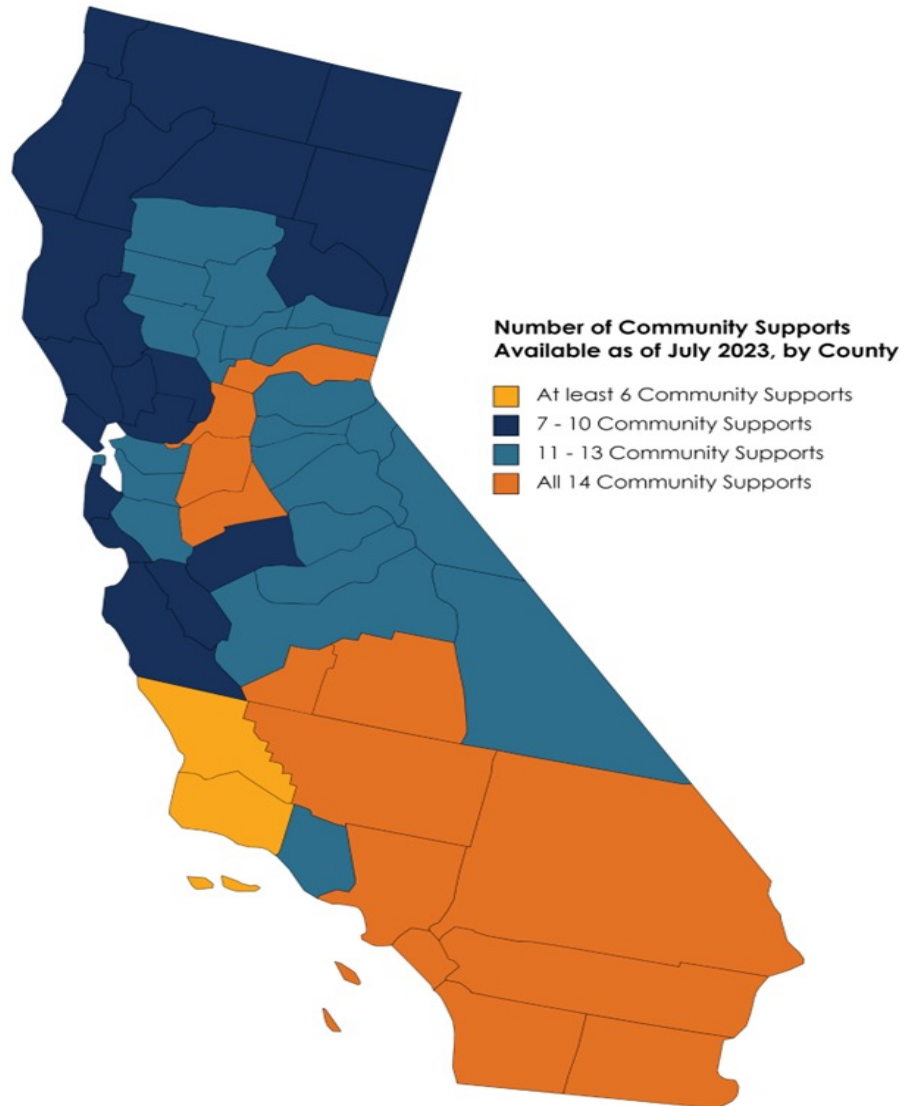 Number of Community Supports
Available as of July 2023, by County
At least 6 Community Supports
7 - 10 Community Supports
11 - 13 Community Supports
All 14 Community Supports